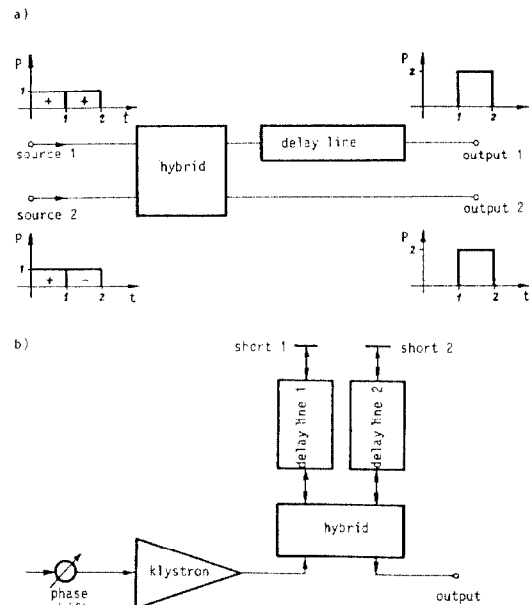 a)
P
1
+ +
1 2 t
source 1
hybrid
delay line
P
2
1 2
output 1
source 2
output 2
P
1
+ -
1 2 t
P
2
1 2 t
b)
short 1
short 2
delay line 1
delay line 2
hybrid
klystron
phase
output